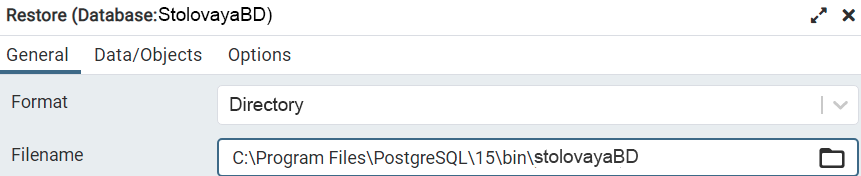 Restore (Database:StolovayaBD)
General Data/Objects Options
Format Directory
Filename C:\Program Files\PostgreSQL\15\bin\stolovayaBD